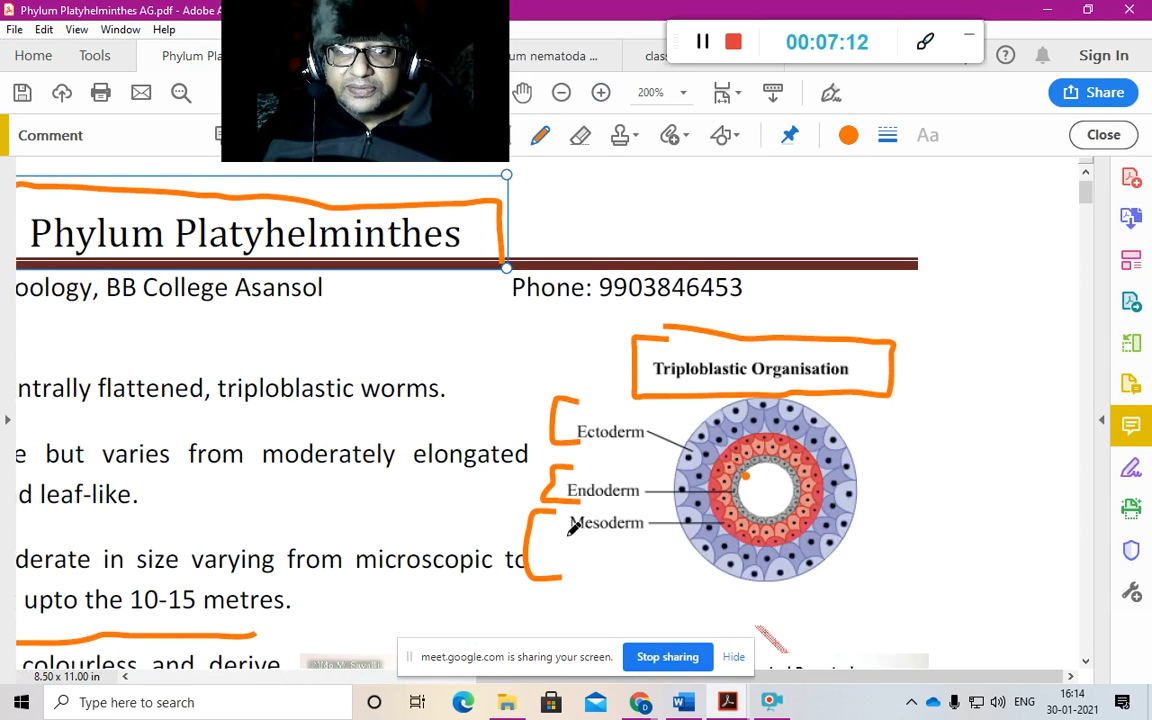 Phylum Platyhelminthes AG.pdf - Adobe A
File Edit View Window Help
00:07:12
Home Tools Phylum Pla um nematoda ... clas Sign In
200% Share
Comment Aa Close
Phylum Platyhelminthes
oology, BB College Asansol Phone: 9903846453
Triploblastic Organisation
ntrally flattened, triploblastic worms.
Ectoderm
e but varies from moderately elongated
d leaf-like.
Endoderm
Mesoderm
derate in size varying from microscopic to
upto the 10-15 metres.
colourless and derive
meet.google.com is sharing your screen. Stop sharing Hide
8.50 x 11.00 in
Type here to search
ENG
16:14
30-01-2021